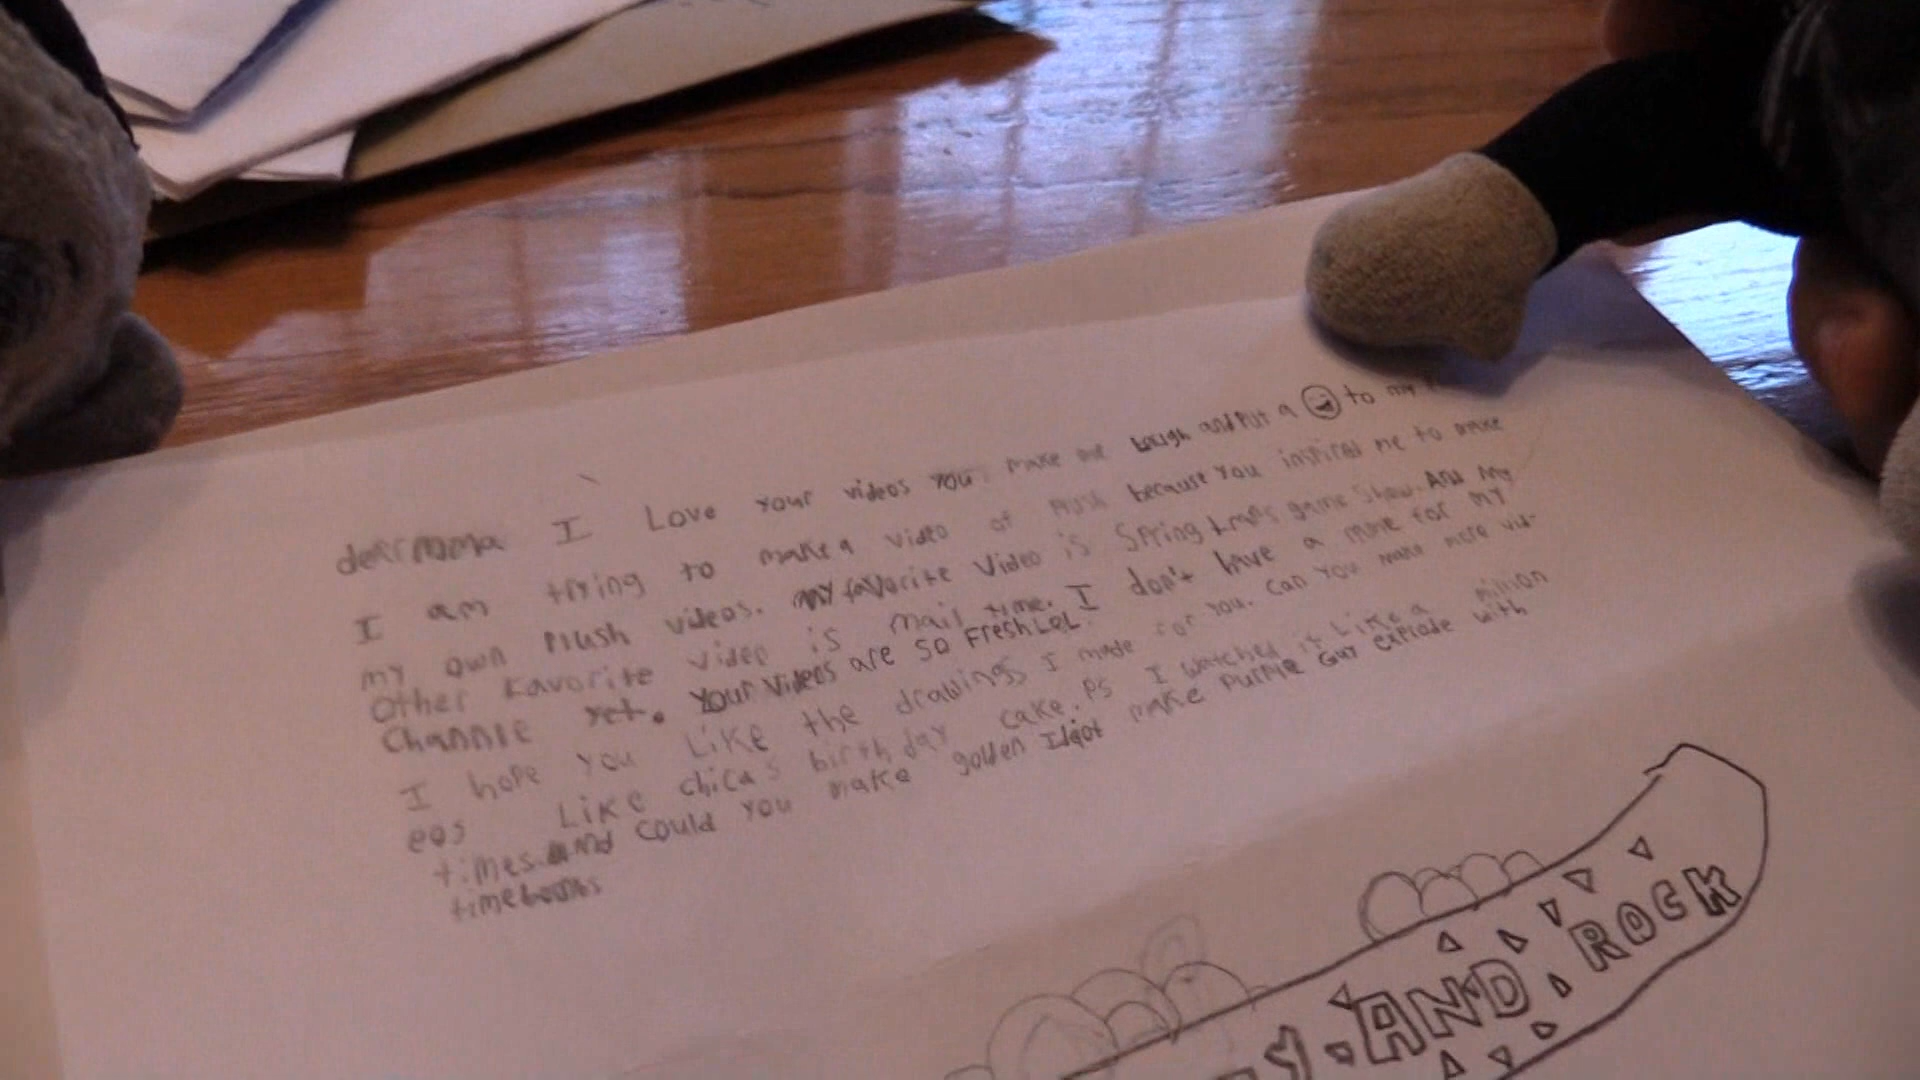 dear I Love your videos you make me laugh and Put a to my
I am trying to make a video of Plush because you inspired me to make
my own Plush videos. my favorite Video is Spring traps game Show. And my
other favorite video is mail time. I don't have a name for my
Channle yet. Your Videos are so Fresh LOL.
I hope you Like the drawings I made for you. Can you make more vid-
eos Like chica's birthday cake. PS I watched it Like a million
times. and could you make golden Idiot make Purple Guy explode with
timebombs
Y. AND ROCK